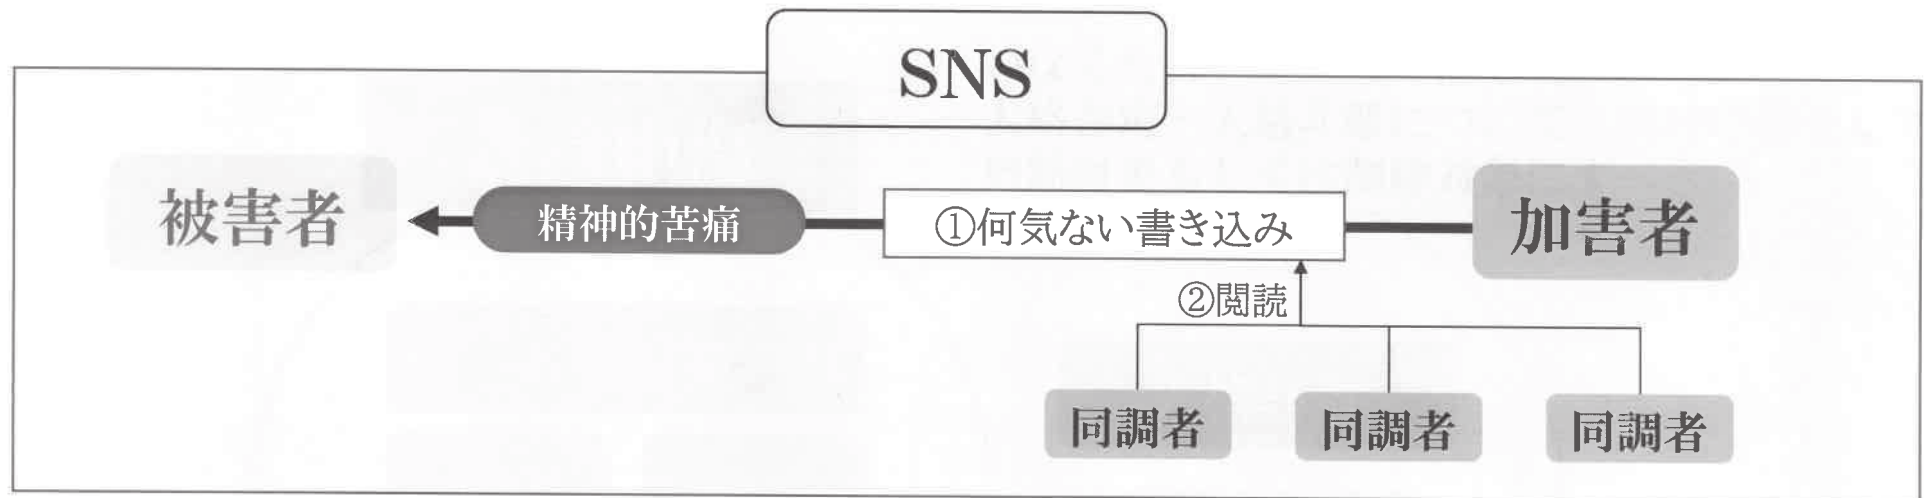 SNS
被害者
精神的苦痛
①何気ない書き込み
加害者
②閲読
同調者
同調者
同調者